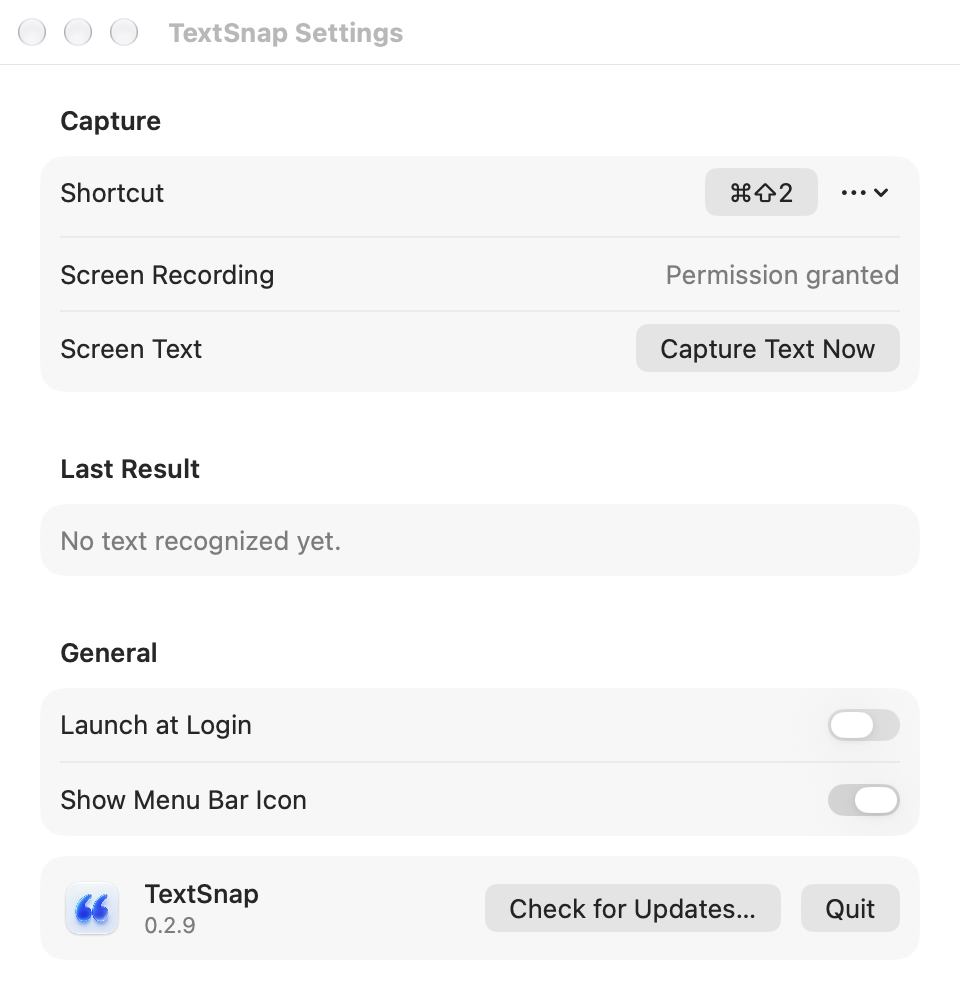 TextSnap Settings
Capture
Shortcut
⌘⇧2
Screen Recording
Permission granted
Screen Text
Capture Text Now
Last Result
No text recognized yet.
General
Launch at Login
Show Menu Bar Icon
TextSnap
0.2.9
Check for Updates...
Quit